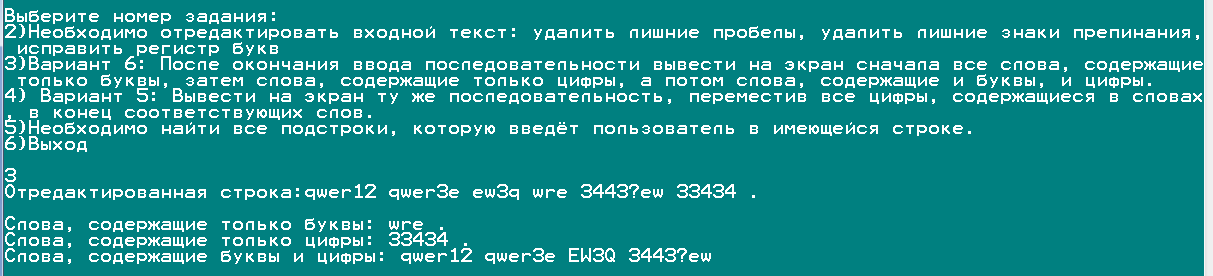 Выберите номер задания:
2)Необходимо отредактировать входной текст: удалить лишние пробелы, удалить лишние знаки препинания,
исправить регистр букв
3)Вариант 6: После окончания ввода последовательности вывести на экран сначала все слова, содержащие
только буквы, затем слова, содержащие только цифры, а потом слова, содержащие и буквы, и цифры.
4) Вариант 5: Вывести на экран ту же последовательность, переместив все цифры, содержащиеся в словах
, в конец соответствующих слов.
5)Необходимо найти все подстроки, которую введёт пользователь в имеющейся строке.
6)Выход
3
Отредактированная строка:qwer12 qwer3e ew3q wre 3443?ew 33434 .
Слова, содержащие только буквы: wre .
Слова, содержащие только цифры: 33434 .
Слова, содержащие буквы и цифры: qwer12 qwer3e EW3Q 3443?ew